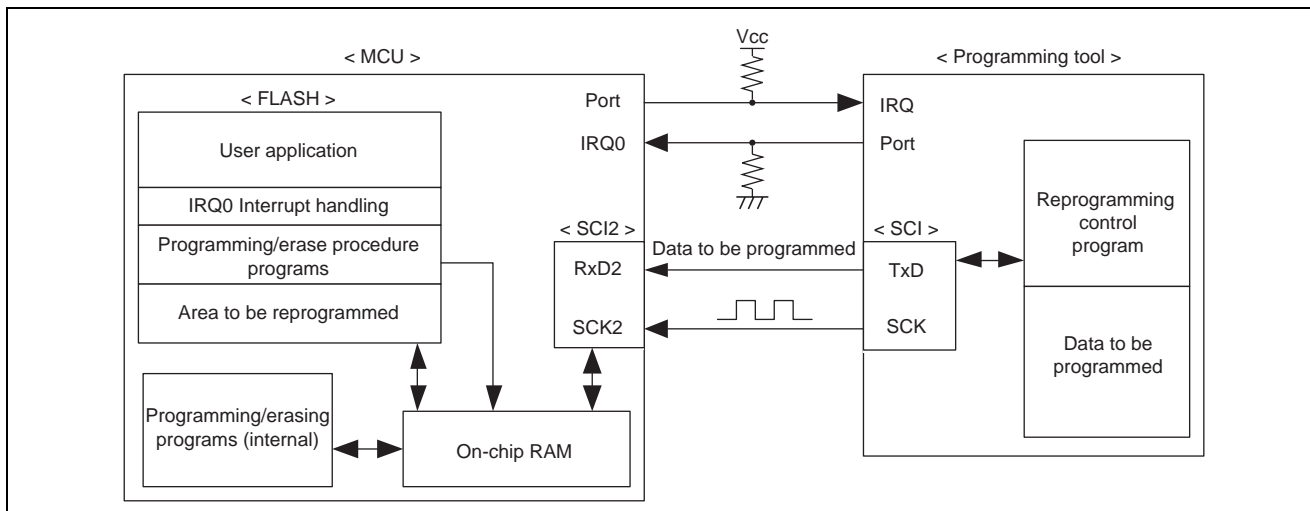 Vcc
< MCU >
< Programming tool >
< FLASH >
Port
IRQ
User application
IRQ0
Port
IRQ0 Interrupt handling
Reprogramming
control
program
Programming/erase procedure
programs
< SCI2 >
Data to be programmed
< SCI >
RxD2
TxD
Area to be reprogrammed
SCK2
SCK
Data to be
programmed
Programming/erasing
programs (internal)
On-chip RAM